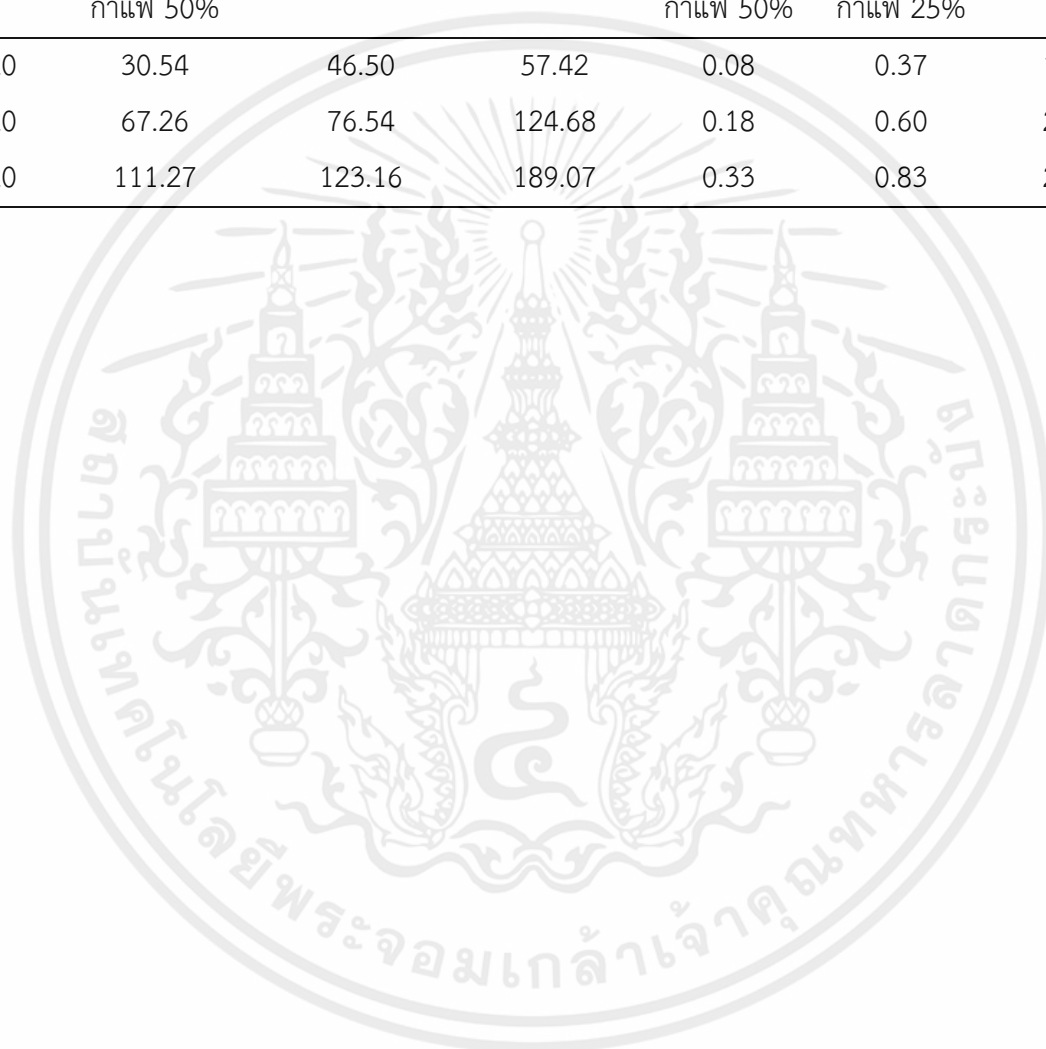 กาแฟ 50% กาแฟ 50% กาแฟ 25%
0 30.54 46.50 57.42 0.08 0.37
0 67.26 76.54 124.68 0.18 0.60 2
0 111.27 123.16 189.07 0.33 0.83 2
สถาบันเทคโนโลยีพระจอมเกล้าเจ้าคุณทหารลาดกระบัง